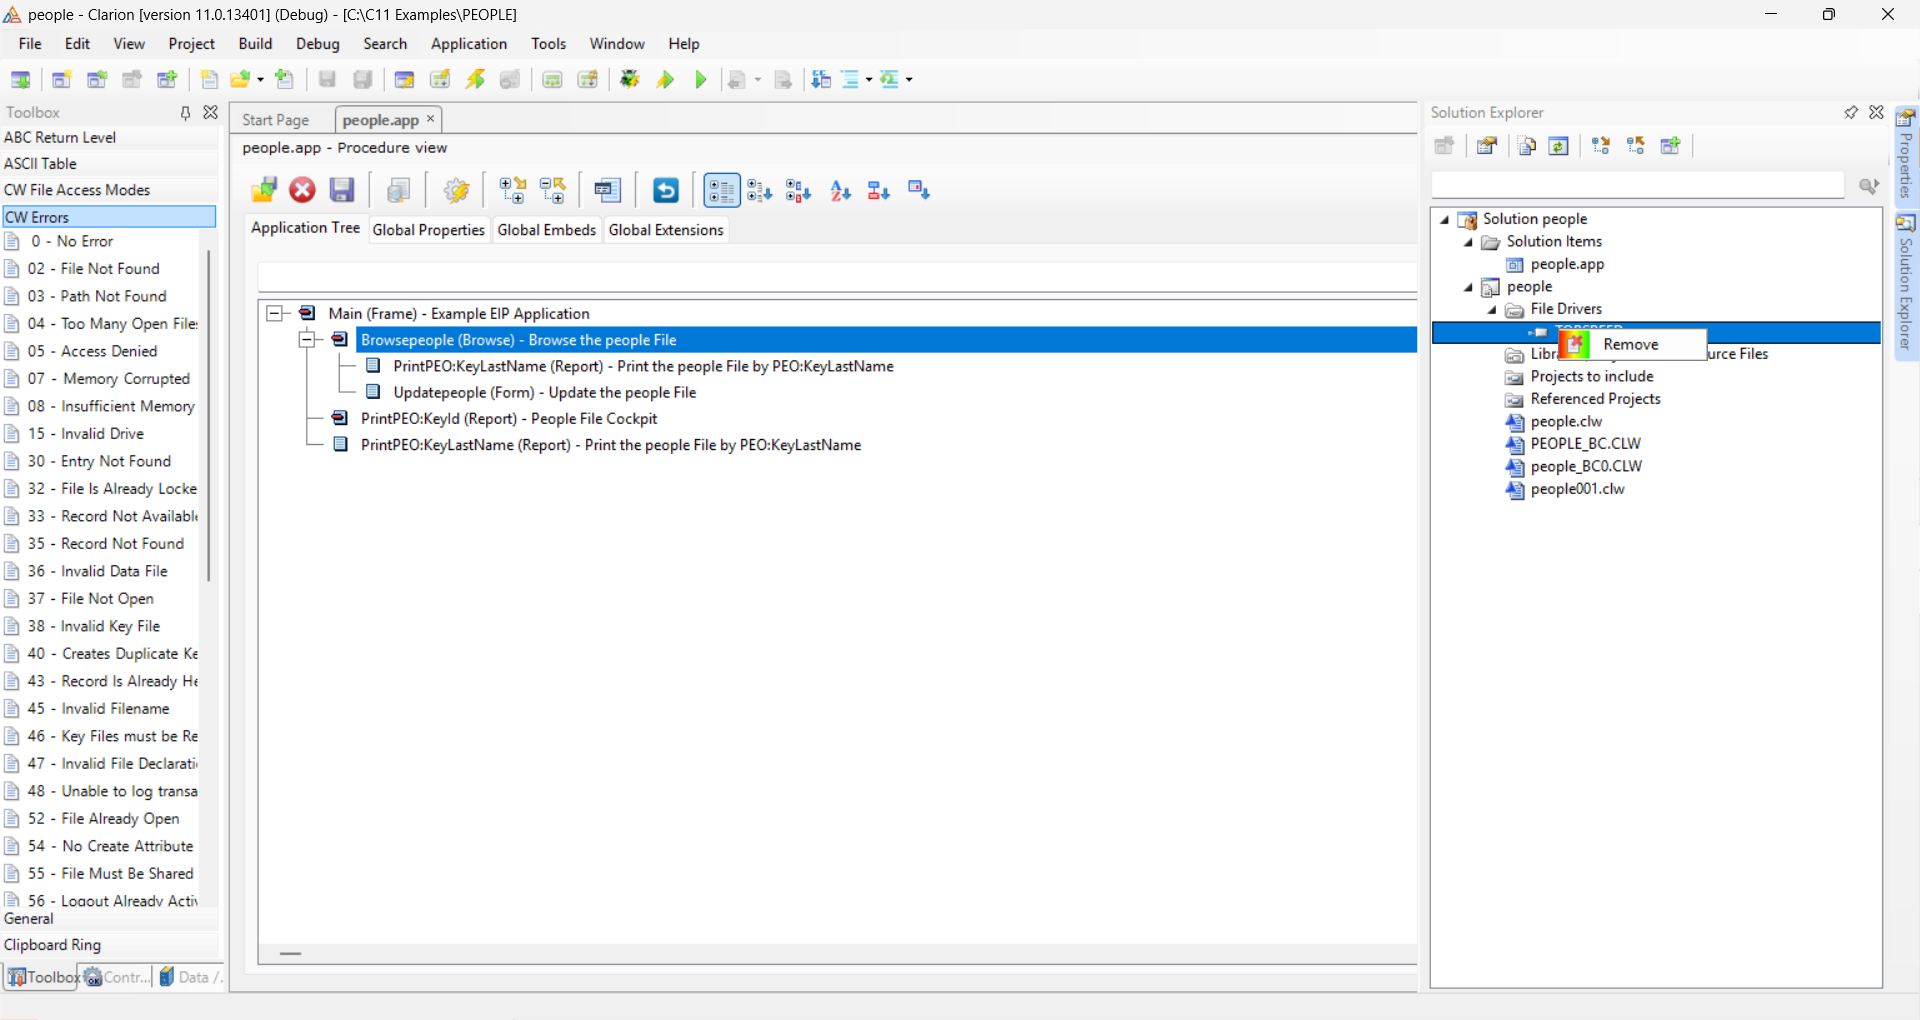 people - Clarion [version 11.0.13401] (Debug) - [C:\C11 Examples\PEOPLE]
File Edit View Project Build Debug Search Application Tools Window Help
Toolbox
ABC Return Level
ASCII Table
CW File Access Modes
CW Errors
0 - No Error
02 - File Not Found
03 - Path Not Found
04 - Too Many Open File
05 - Access Denied
07 - Memory Corrupted
08 - Insufficient Memory
15 - Invalid Drive
30 - Entry Not Found
32 - File Is Already Locke
33 - Record Not Availabl
35 - Record Not Found
36 - Invalid Data File
37 - File Not Open
38 - Invalid Key File
40 - Creates Duplicate Ke
43 - Record Is Already He
45 - Invalid Filename
46 - Key Files must be Re
47 - Invalid File Declarati
48 - Unable to log transa
52 - File Already Open
54 - No Create Attribute
55 - File Must Be Shared
56 - Logout Already Acti
General
Clipboard Ring
Toolbox Contr... Data /.
Start Page people.app
people.app - Procedure view
Application Tree Global Properties Global Embeds Global Extensions
Main (Frame) - Example EIP Application
Browsepeople (Browse) - Browse the people File
PrintPEO:KeyLastName (Report) - Print the people File by PEO:KeyLastName
Updatepeople (Form) - Update the people File
PrintPEO:KeyId (Report) - People File Cockpit
PrintPEO:KeyLastName (Report) - Print the people File by PEO:KeyLastName
Solution Explorer
Solution people
Solution Items
people.app
people
File Drivers
TOPSPEED
Remove
Libr urce Files
Projects to include
Referenced Projects
people.clw
PEOPLE_BC.CLW
people_BC0.CLW
people001.clw
Properties
Solution Explorer